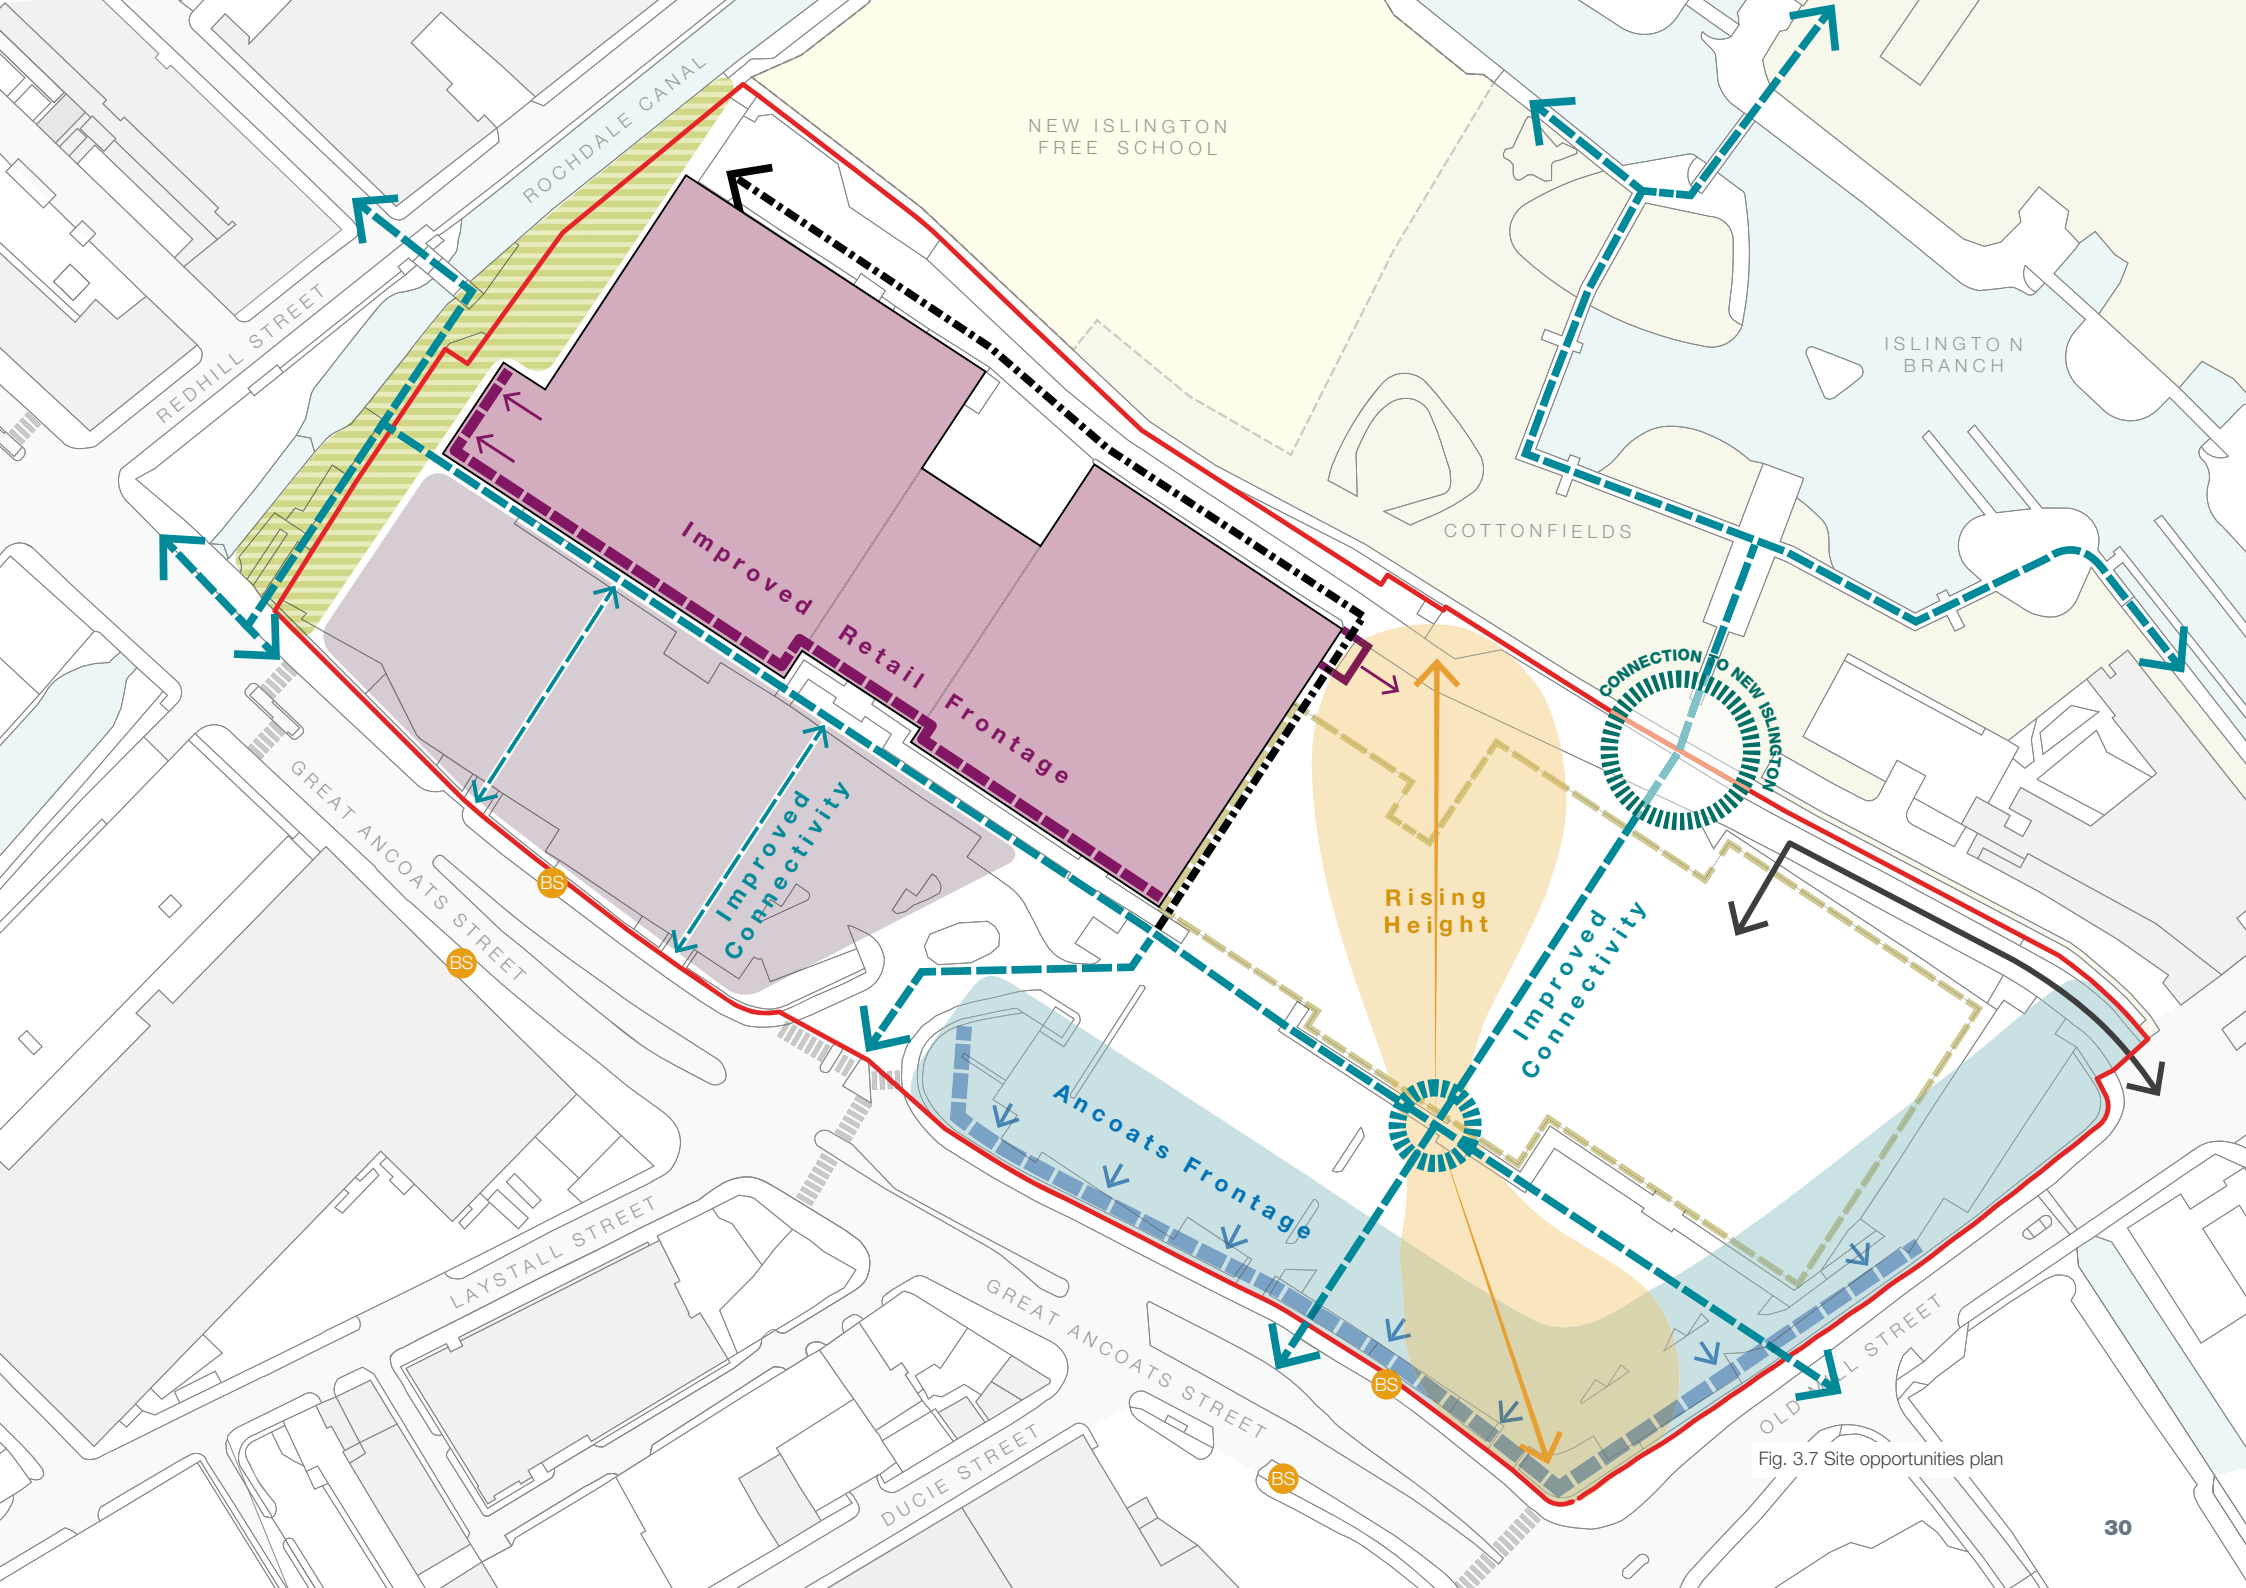 ROCHDALE CANAL
NEW ISLINGTON
FREE SCHOOL
REDHILL STREET
ISLINGTO N
BRANCH
COTTONFIELDS
Improved Retail Frontage
CONNECTION TO NEW ISLINGTON
GREAT ANCOATS STREET
Improved
Connectivity
BS
BS
Rising
Height
Improved
Connectivity
Ancoats Frontage
LAYSTALL STREET
GREAT ANCOATS STREET
BS
BS
DUCIE STREET
OLD MILL STREET
Fig. 3.7 Site opportunities plan
30